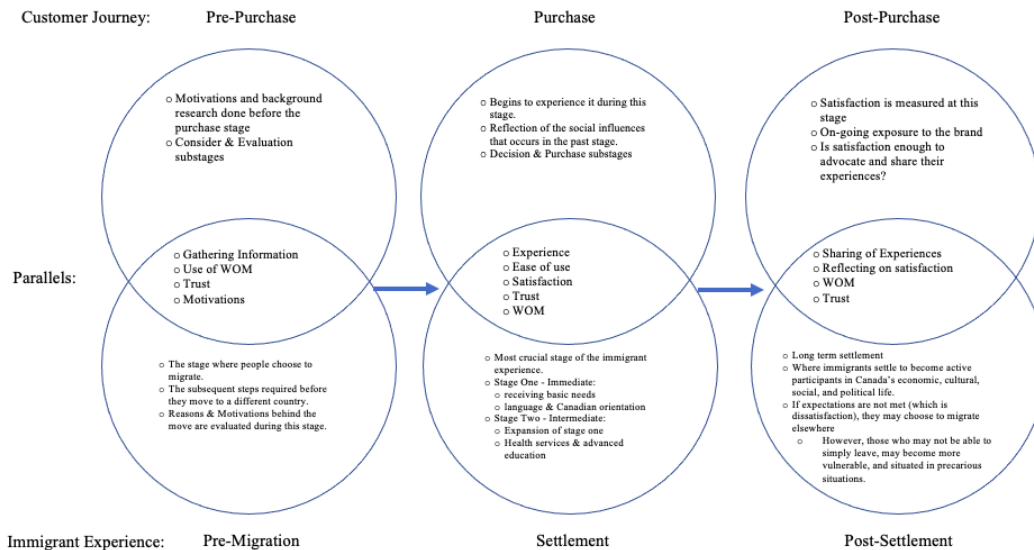 Customer Journey: Pre-Purchase Purchase Post-Purchase
○ Motivations and background
research done before the
purchase stage
○ Consider & Evaluation
substages
○ Begins to experience it during this
stage.
○ Reflection of the social influences
that occurs in the past stage.
○ Decision & Purchase substages
○ Satisfaction is measured at this
stage
○ On-going exposure to the brand
○ Is satisfaction enough to
advocate and share their
experiences?
Parallels:
○ Gathering Information
○ Use of WOM
○ Trust
○ Motivations
○ Experience
○ Ease of use
○ Satisfaction
○ Trust
○ WOM
○ Sharing of Experiences
○ Reflecting on satisfaction
○ WOM
○ Trust
○ The stage where people choose to
migrate.
○ The subsequent steps required before
they move to a different country.
○ Reasons & Motivations behind the
move are evaluated during this stage.
○ Most crucial stage of the immigrant
experience.
○ Stage One - Immediate:
○ receiving basic needs
○ language & Canadian orientation
○ Stage Two - Intermediate:
○ Expansion of stage one
○ Health services & advanced
education
○ Long term settlement
○ Where immigrants settle to become active
participants in Canada's economic, cultural,
social, and political life.
○ If expectations are not met (which is
dissatisfaction), they may choose to migrate
elsewhere
○ However, those who may not be able to
simply leave, may become more
vulnerable, and situated in precarious
situations.
Immigrant Experience: Pre-Migration Settlement Post-Settlement